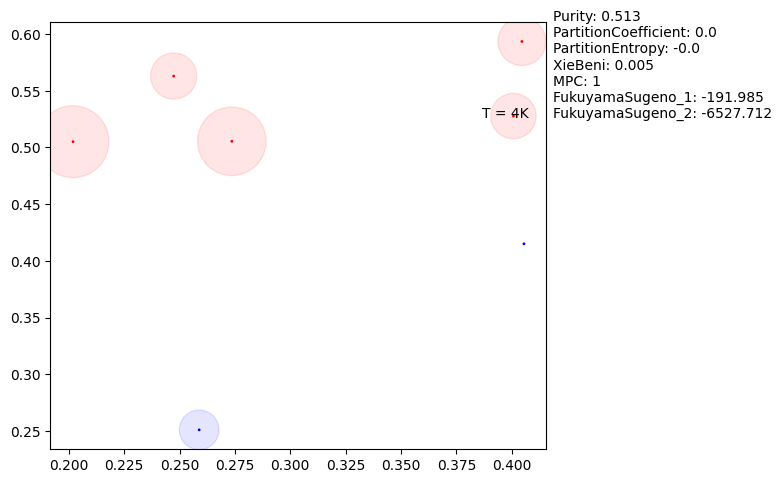 Purity: 0.513
PartitionCoefficient: 0.0
PartitionEntropy: -0.0
XieBeni: 0.005
MPC: 1
FukuyamaSugeno_1: -191.985
FukuyamaSugeno_2: -6527.712
T = 4K
0.60
0.55
0.50
0.45
0.40
0.35
0.30
0.25
0.200 0.225 0.250 0.275 0.300 0.325 0.350 0.375 0.400